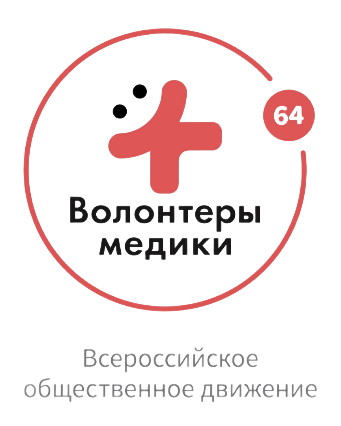 64
Волонтеры
медики
Всероссийское
общественное движение